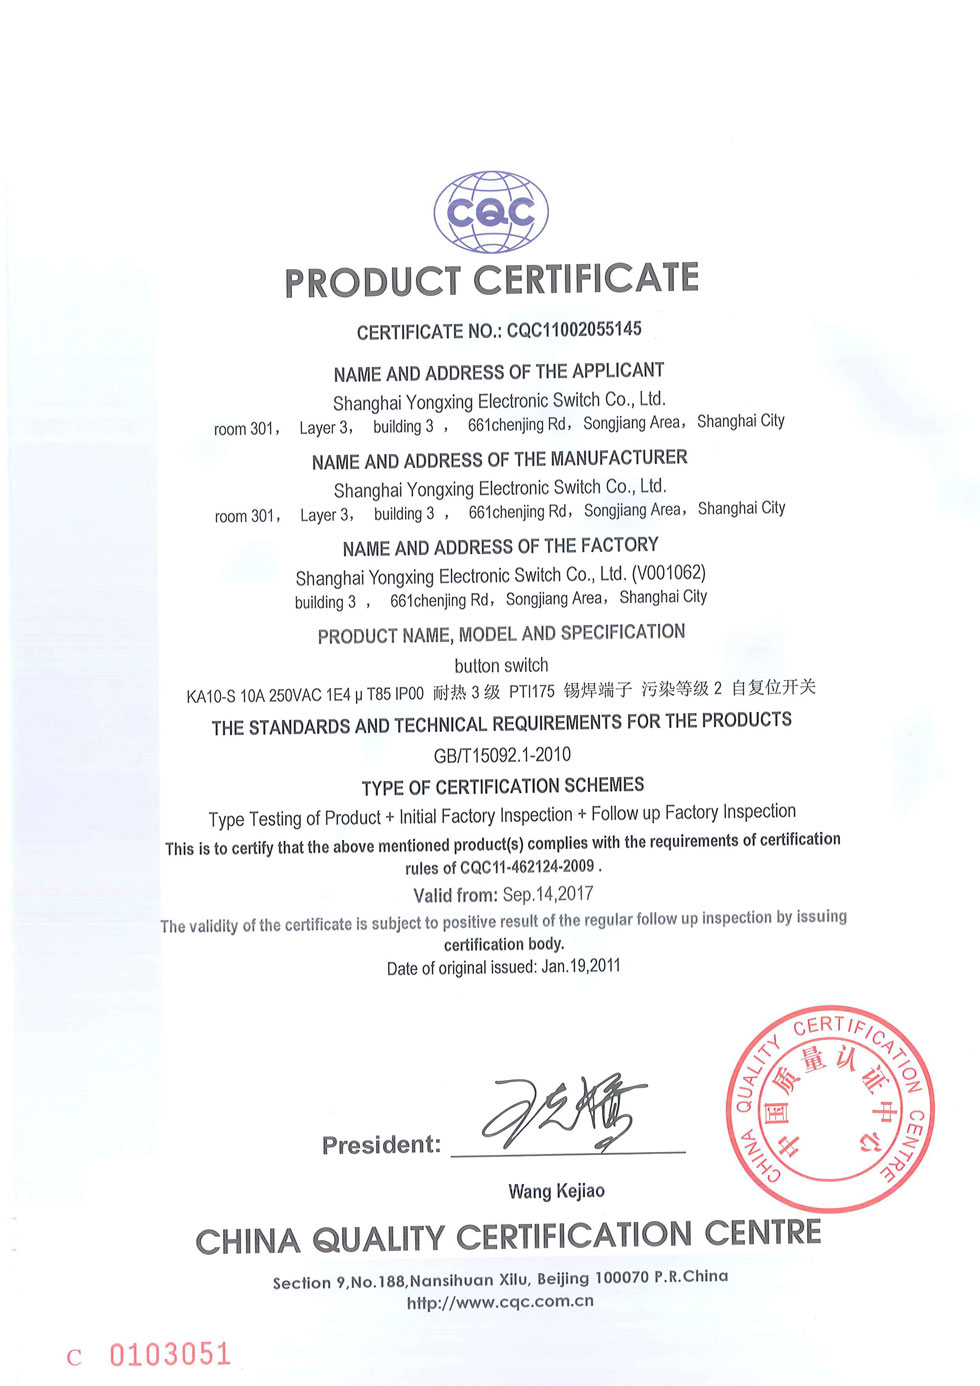 CQC
PRODUCT CERTIFICATE
CERTIFICATE NO.: CQC11002055145
NAME AND ADDRESS OF THE APPLICANT
Shanghai Yongxing Electronic Switch Co., Ltd.
room 301， Layer 3， building 3 ， 661chenjing Rd，Songjiang Area，Shanghai City
NAME AND ADDRESS OF THE MANUFACTURER
Shanghai Yongxing Electronic Switch Co., Ltd.
room 301， Layer 3， building 3 ， 661chenjing Rd，Songjiang Area，Shanghai City
NAME AND ADDRESS OF THE FACTORY
Shanghai Yongxing Electronic Switch Co., Ltd. (V001062)
building 3 ， 661chenjing Rd，Songjiang Area，Shanghai City
PRODUCT NAME, MODEL AND SPECIFICATION
button switch
KA10-S 10A 250VAC 1E4 μ T85 IP00 耐热 3 级 PTI175 锡焊端子 污染等级 2 自复位开关
THE STANDARDS AND TECHNICAL REQUIREMENTS FOR THE PRODUCTS
GB/T15092.1-2010
TYPE OF CERTIFICATION SCHEMES
Type Testing of Product + Initial Factory Inspection + Follow up Factory Inspection
This is to certify that the above mentioned product(s) complies with the requirements of certification
rules of CQC11-462124-2009 .
Valid from: Sep.14,2017
The validity of the certificate is subject to positive result of the regular follow up inspection by issuing
certification body.
Date of original issued: Jan.19,2011
CHINA QUALITY CERTIFICATION CENTRE
中国质量认证中心
President:
Wang Kejiao
CHINA QUALITY CERTIFICATION CENTRE
Section 9,No.188,Nansihuan Xilu, Beijing 100070 P.R.China
http://www.cqc.com.cn
C 0103051